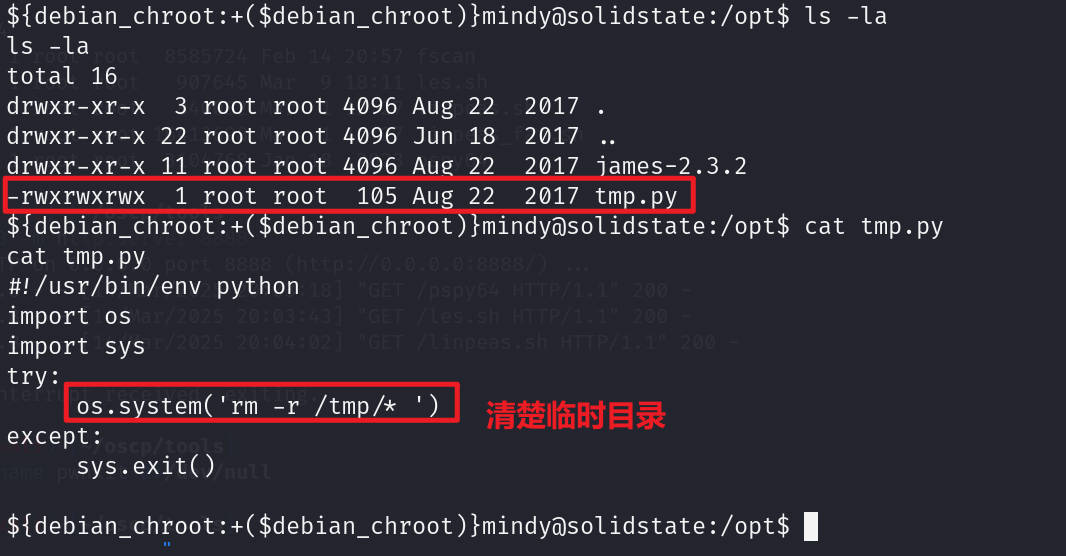 ${debian_chroot:+($debian_chroot)}mindy@solidstate:/opt$ ls -la
ls -la
total 16
drwxr-xr-x  3 root root 4096 Aug 22  2017 .
drwxr-xr-x 22 root root 4096 Jun 18  2017 ..
drwxr-xr-x 11 root root 4096 Aug 22  2017 james-2.3.2
-rwxrwxrwx  1 root root  105 Aug 22  2017 tmp.py
${debian_chroot:+($debian_chroot)}mindy@solidstate:/opt$ cat tmp.py
cat tmp.py
#!/usr/bin/env python
import os
import sys
try:
     os.system('rm -r /tmp/* ')
清楚临时目录
except:
     sys.exit()
${debian_chroot:+($debian_chroot)}mindy@solidstate:/opt$